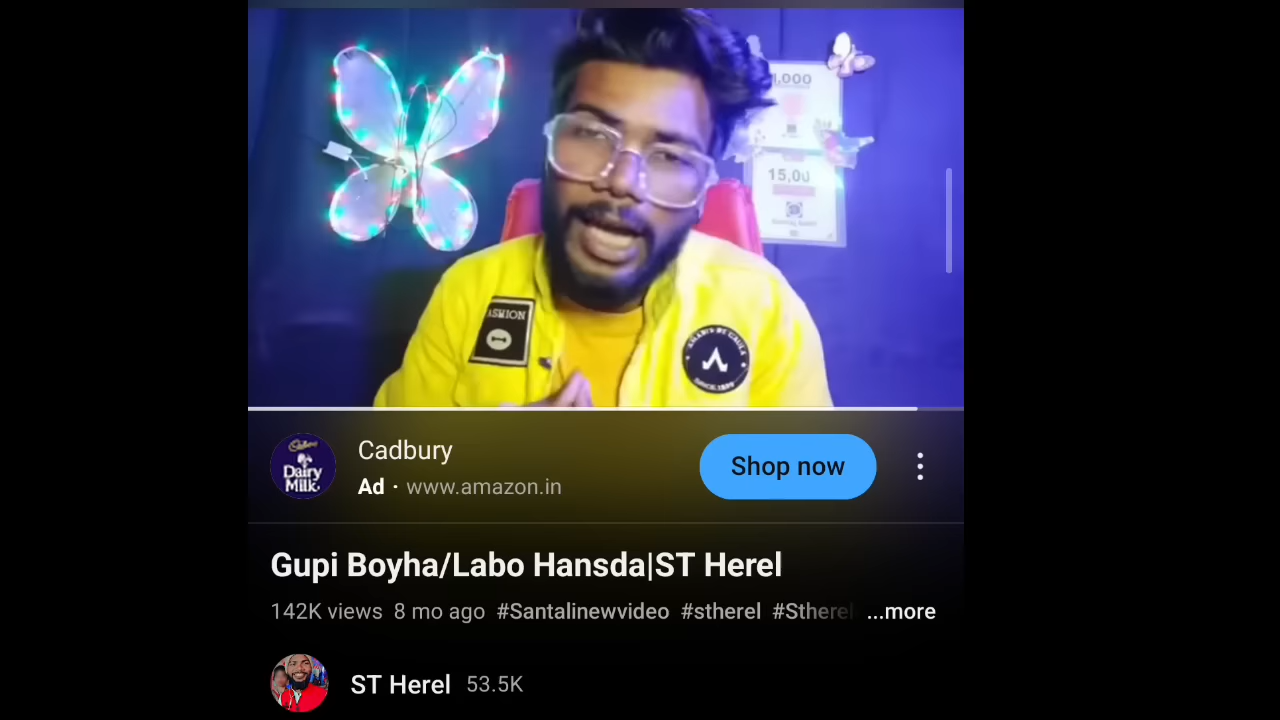 1,000
15,00
ASHION
Cadbury
Dairy
Milk
Cadbury
Shop now
Ad · www.amazon.in
Gupi Boyha/Labo Hansda|ST Herel
142K views 8 mo ago #Santalinewvideo #stherel #Stherel ...more
ST Herel 53.5K